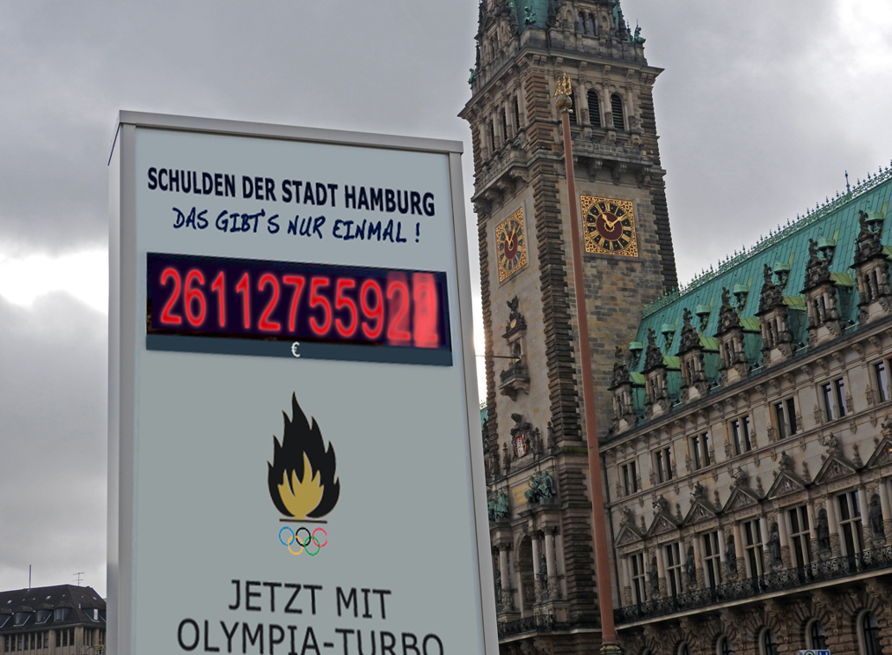 SCHULDEN DER STADT HAMBURG
DAS GIBT'S NUR EINMAL !
2611275592
€
JETZT MIT
OLYMPIA-TURBO